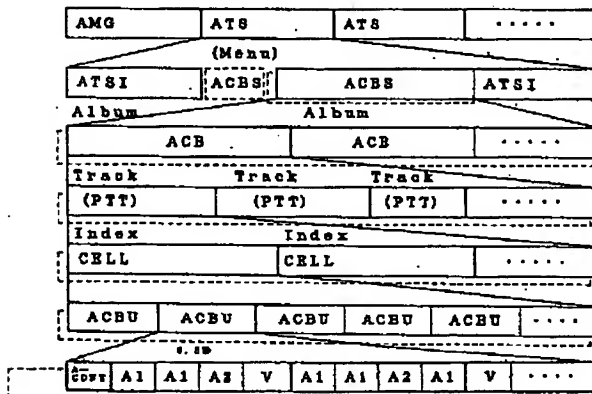 AMG ATS ATS .....
(Menu)
ATSI ACBS ACBS ATSI
Album Album
ACB ACB .....
Track Track Track
(PTT) (PTT) (PTT) .....
Index Index
CELL CELL .....
ACBU ACBU ACBU ACBU ACBU ....
A1 A1 A2 V A1 A1 A2 A1 V .....